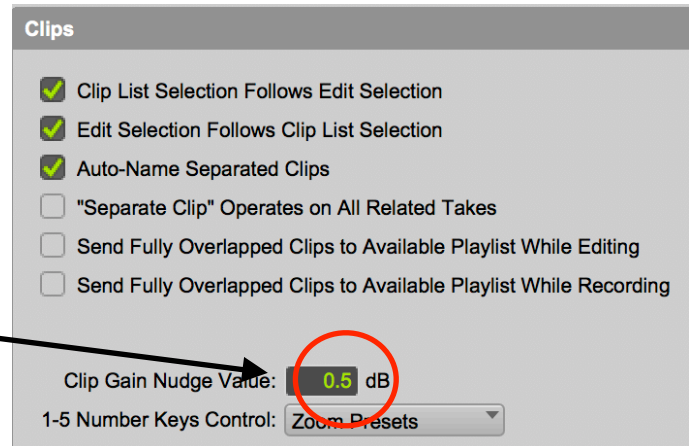 Clips
Clip List Selection Follows Edit Selection
Edit Selection Follows Clip List Selection
Auto-Name Separated Clips
"Separate Clip" Operates on All Related Takes
Send Fully Overlapped Clips to Available Playlist While Editing
Send Fully Overlapped Clips to Available Playlist While Recording
Clip Gain Nudge Value: 0.5 dB
1-5 Number Keys Control: Zoom Presets